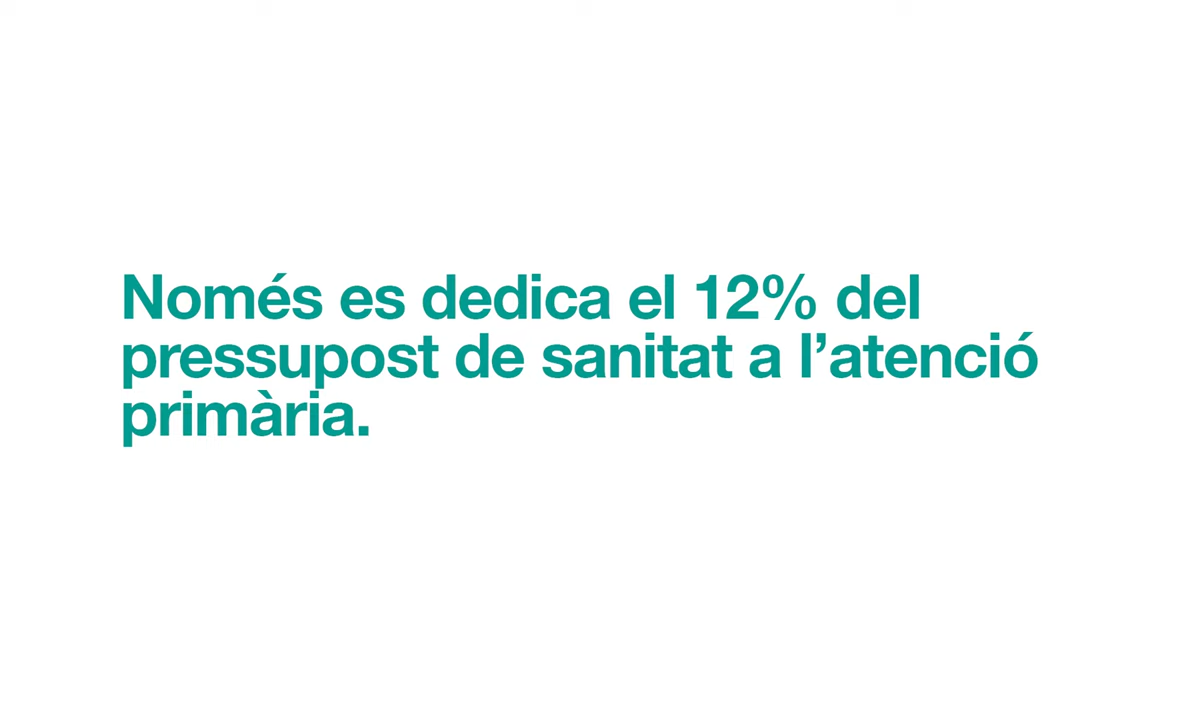 Només es dedica el 12% del
pressupost de sanitat a l’atenció
primària.